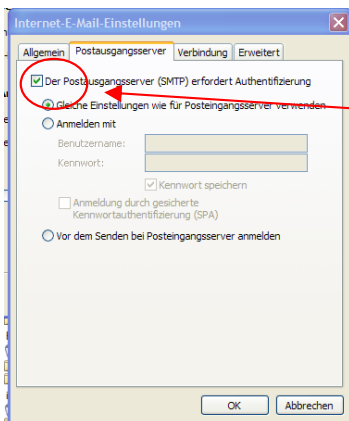 Internet-E-Mail-Einstellungen
Allgemein Postausgangsserver Verbindung Erweitert
Der Postausgangsserver (SMTP) erfordert Authentifizierung
Gleiche Einstellungen wie für Posteingangsserver verwenden
Anmelden mit
Benutzername:
Kennwort:
Kennwort speichern
Anmeldung durch gesicherte
Kennwortauthentifizierung (SPA)
Vor dem Senden bei Posteingangsserver anmelden
OK Abbrechen